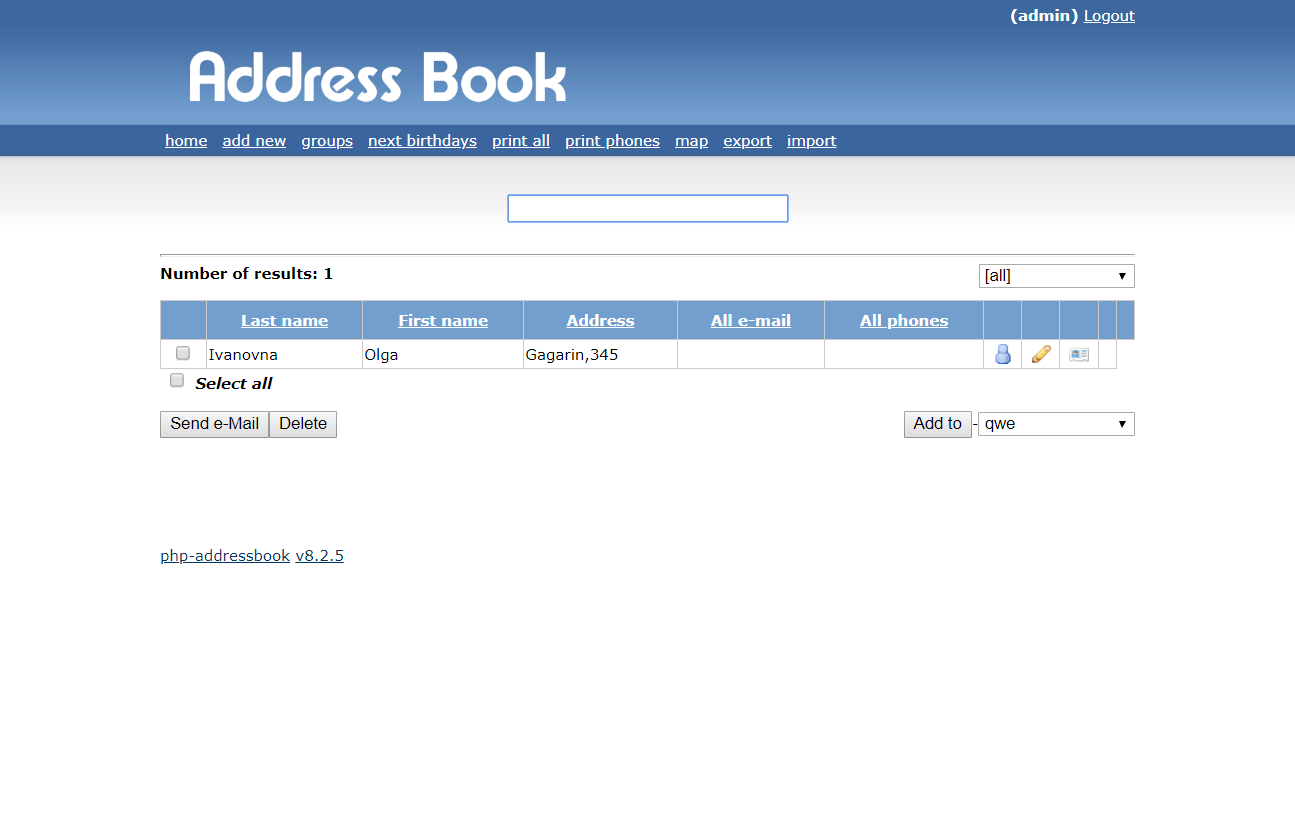 (admin) Logout
Address Book
home add new groups next birthdays print all print phones map export import
Number of results: 1
[all]
Last name First name Address All e-mail All phones
Ivanovna Olga Gagarin,345
Select all
Send e-Mail Delete Add to - qwe
php-addressbook v8.2.5